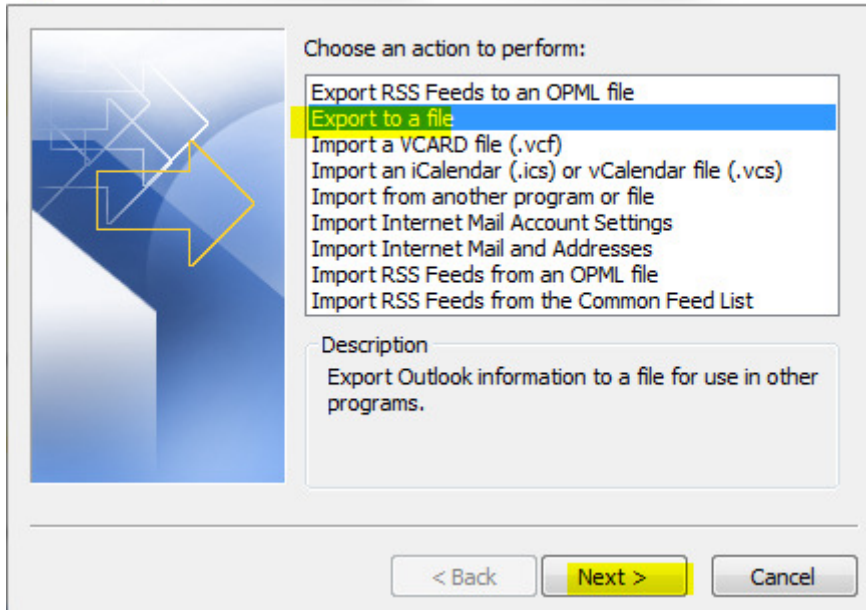 Choose an action to perform:
Export RSS Feeds to an OPML file
Export to a file
Import a VCARD file (.vcf)
Import an iCalendar (.ics) or vCalendar file (.vcs)
Import from another program or file
Import Internet Mail Account Settings
Import Internet Mail and Addresses
Import RSS Feeds from an OPML file
Import RSS Feeds from the Common Feed List
Description
Export Outlook information to a file for use in other
programs.
< Back Next > Cancel